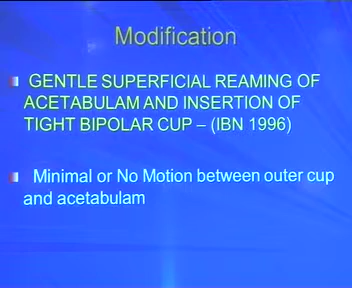 Modification
GENTLE SUPERFICIAL REAMING OF
ACETABULAM AND INSERTION OF
TIGHT BIPOLAR CUP – (IBN 1996)
Minimal or No Motion between outer cup
and acetabulam